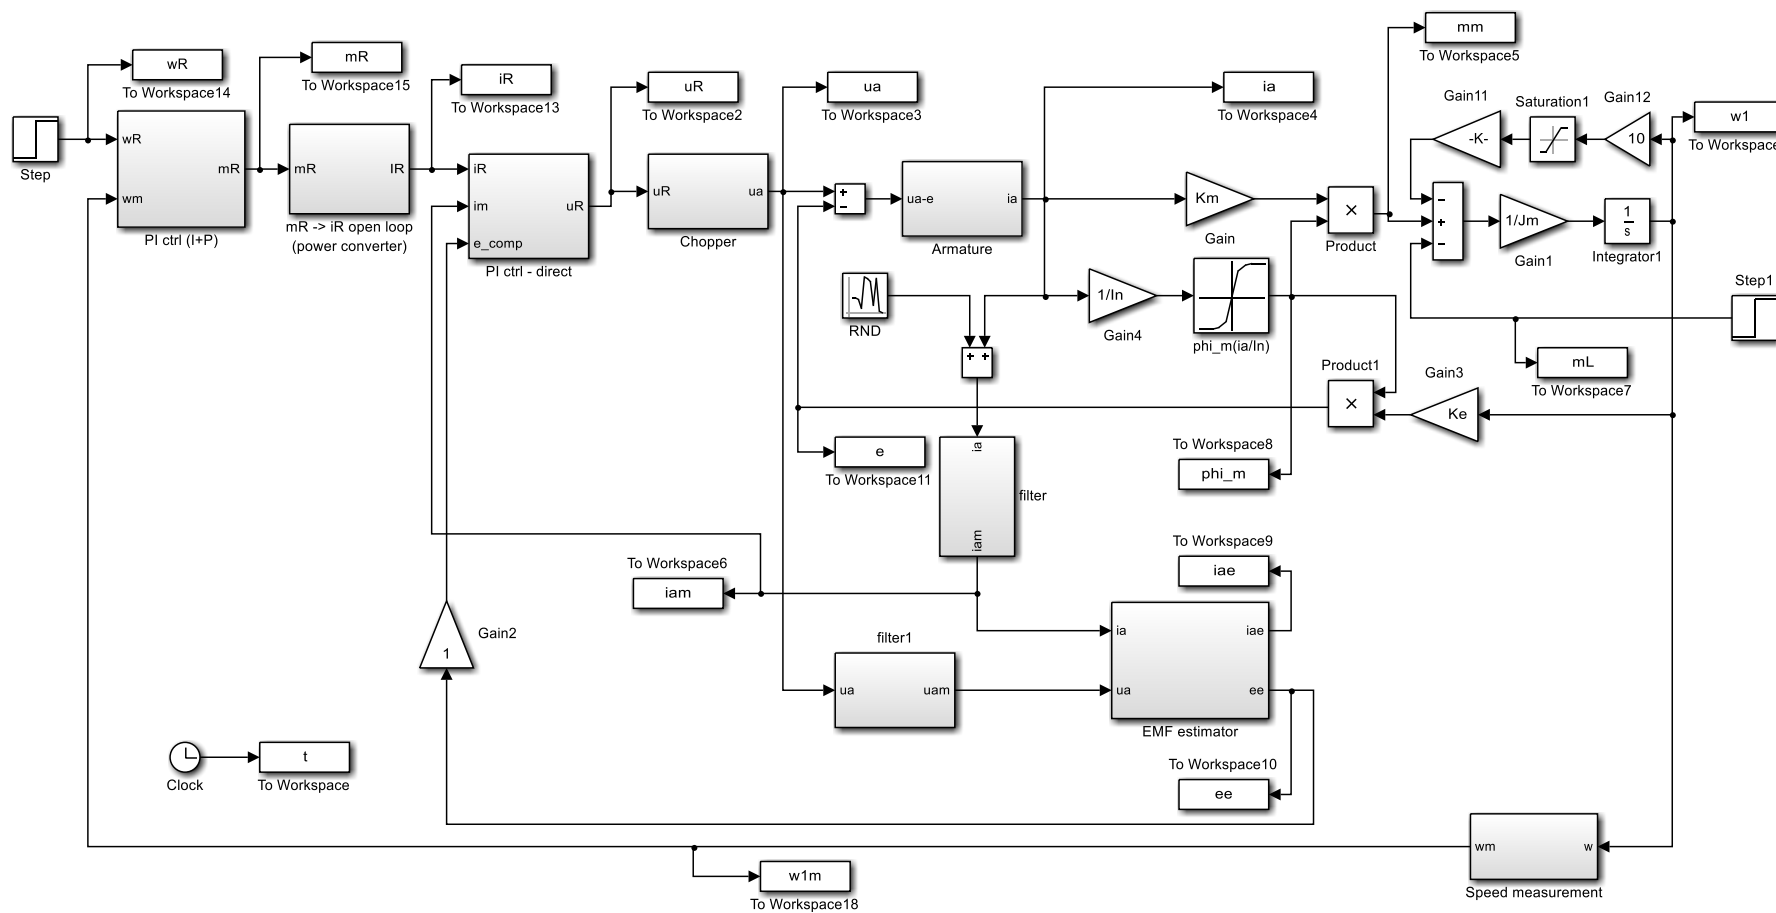 wR
To Workspace14
mR
To Workspace15
iR
To Workspace13
uR
To Workspace2
ua
To Workspace3
ia
To Workspace4
mm
To Workspace5
Step
wR
wm
mR
PI ctrl (I+P)
mR
IR
mR -> iR open loop
(power converter)
iR
im
e_comp
uR
PI ctrl - direct
uR
ua
Chopper
+
−
ua-e
ia
Armature
Km
Gain
×
Product
Gain11
-K-
Saturation1
Gain12
10
w1
To Workspace
−
+
−
1/Jm
Gain1
1
s
Integrator1
Step1
RND
+ +
1/In
Gain4
phi_m(ia/In)
mL
To Workspace7
Product1
×
Gain3
Ke
e
To Workspace11
ia
iam
filter
To Workspace8
phi_m
To Workspace9
iae
To Workspace6
iam
Gain2
1
filter1
ua
uam
ia
ua
iae
ee
EMF estimator
To Workspace10
ee
Clock
t
To Workspace
w1m
To Workspace18
wm
w
Speed measurement